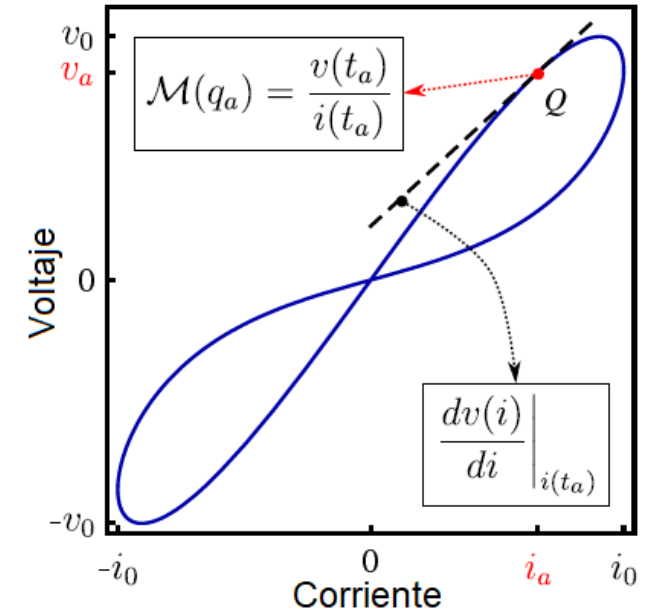 v₀
vₐ
M(qₐ) = v(tₐ) / i(tₐ)
Q
Voltaje
0
dv(i) / di |i(tₐ)
-v₀
-i₀ 0 iₐ i₀
Corriente